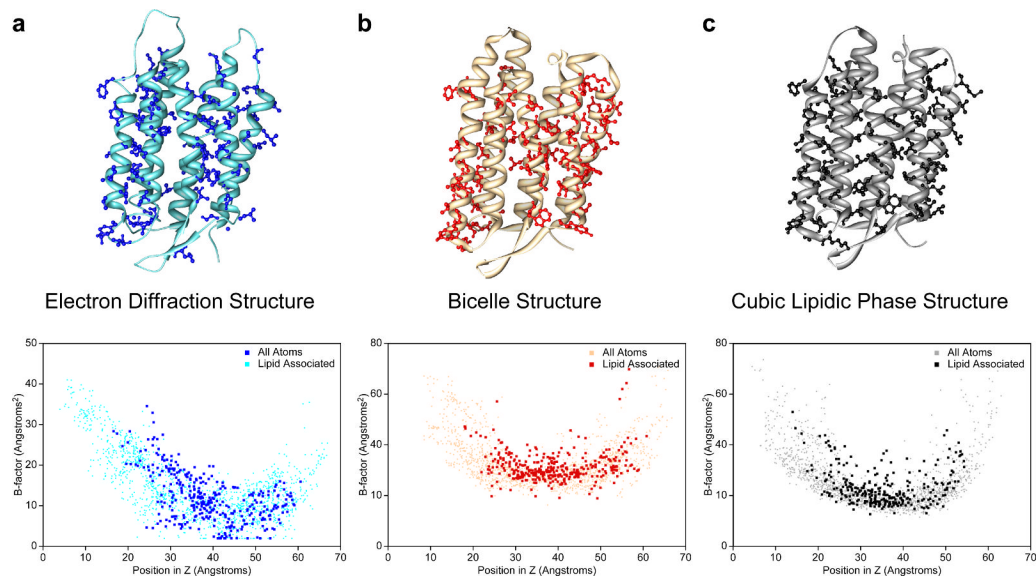 a
b
c
Electron Diffraction Structure
Bicelle Structure
Cubic Lipidic Phase Structure
50
40
30
20
10
0
B-factor (Angstroms²)
All Atoms
Lipid Associated
0 10 20 30 40 50 60 70
Position in Z (Angstroms)
80
60
40
10
0
B-factor (Angstroms²)
All Atoms
Lipid Associated
0 10 20 30 40 50 60 70
Position in Z (Angstroms)
80
60
40
10
0
B-factor (Angstroms²)
All Atoms
Lipid Associated
0 10 20 30 40 50 60 70
Position in Z (Angstroms)